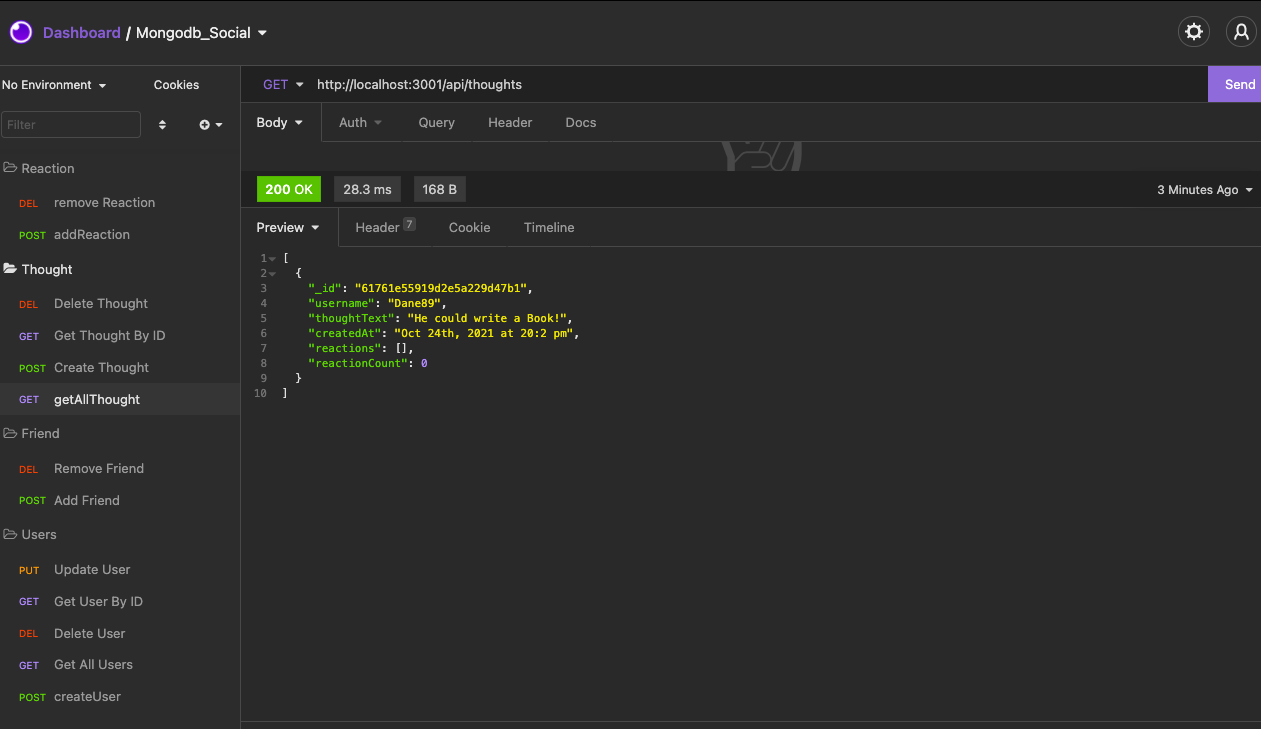 Dashboard / Mongodb_Social
No Environment
Cookies
Filter
Reaction
DEL remove Reaction
POST addReaction
Thought
DEL Delete Thought
GET Get Thought By ID
POST Create Thought
GET getAllThought
Friend
DEL Remove Friend
POST Add Friend
Users
PUT Update User
GET Get User By ID
DEL Delete User
GET Get All Users
POST createUser
GET http://localhost:3001/api/thoughts Send
Body Auth Query Header Docs
200 OK 28.3 ms 168 B 3 Minutes Ago
Preview Header 7 Cookie Timeline
1 [
2 {
3 "_id": "61761e55919d2e5a229d47b1",
4 "username": "Dane89",
5 "thoughtText": "He could write a Book!",
6 "createdAt": "Oct 24th, 2021 at 20:2 pm",
7 "reactions": [],
8 "reactionCount": 0
9 }
10 ]